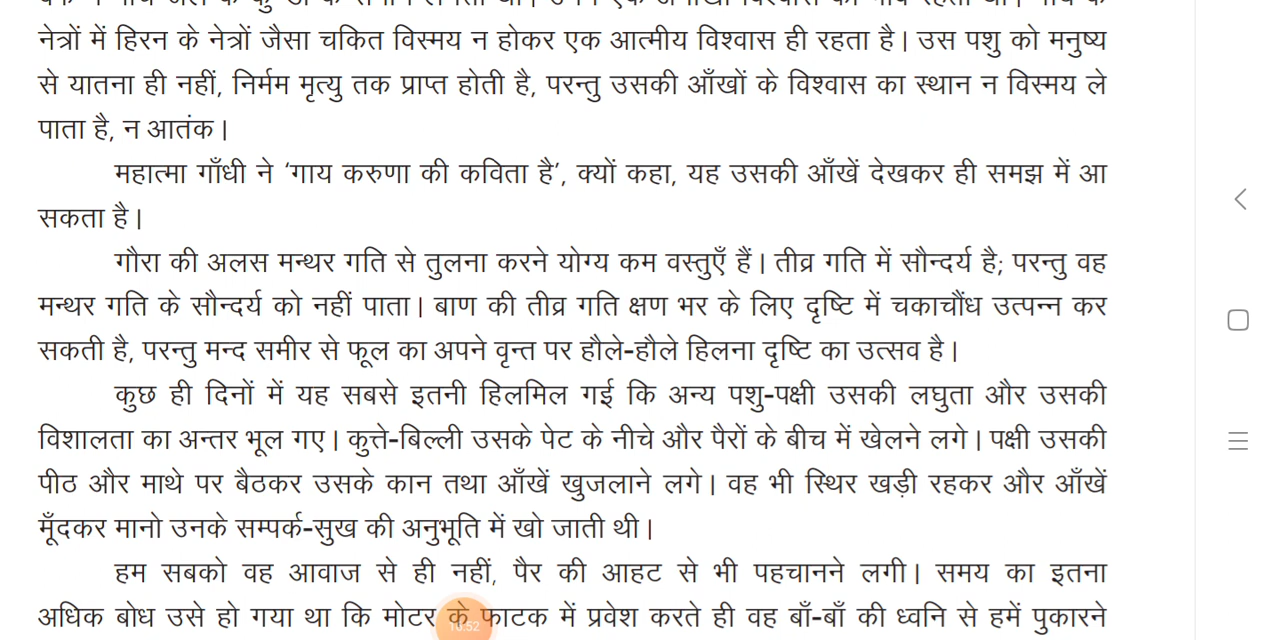 नेत्रों में हिरन के नेत्रों जैसा चकित विस्मय न होकर एक आत्मीय विश्वास ही रहता है। उस पशु को मनुष्य
से यातना ही नहीं, निर्मम मृत्यु तक प्राप्त होती है, परन्तु उसकी आँखों के विश्वास का स्थान न विस्मय ले
पाता है, न आतंक।
महात्मा गाँधी ने ‘गाय करुणा की कविता है’, क्यों कहा, यह उसकी आँखें देखकर ही समझ में आ
सकता है।
गौरा की अलस मन्थर गति से तुलना करने योग्य कम वस्तुएँ हैं। तीव्र गति में सौन्दर्य है; परन्तु वह
मन्थर गति के सौन्दर्य को नहीं पाता। बाण की तीव्र गति क्षण भर के लिए दृष्टि में चकाचौंध उत्पन्न कर
सकती है, परन्तु मन्द समीर से फूल का अपने वृन्त पर हौले-हौले हिलना दृष्टि का उत्सव है।
कुछ ही दिनों में यह सबसे इतनी हिलमिल गई कि अन्य पशु-पक्षी उसकी लघुता और उसकी
विशालता का अन्तर भूल गए। कुत्ते-बिल्ली उसके पेट के नीचे और पैरों के बीच में खेलने लगे। पक्षी उसकी
पीठ और माथे पर बैठकर उसके कान तथा आँखें खुजलाने लगे। वह भी स्थिर खड़ी रहकर और आँखें
मूँदकर मानो उनके सम्पर्क-सुख की अनुभूति में खो जाती थी।
हम सबको वह आवाज से ही नहीं, पैर की आहट से भी पहचानने लगी। समय का इतना
अधिक बोध उसे हो गया था कि मोटर के फाटक में प्रवेश करते ही वह बाँ-बाँ की ध्वनि से हमें पुकारने